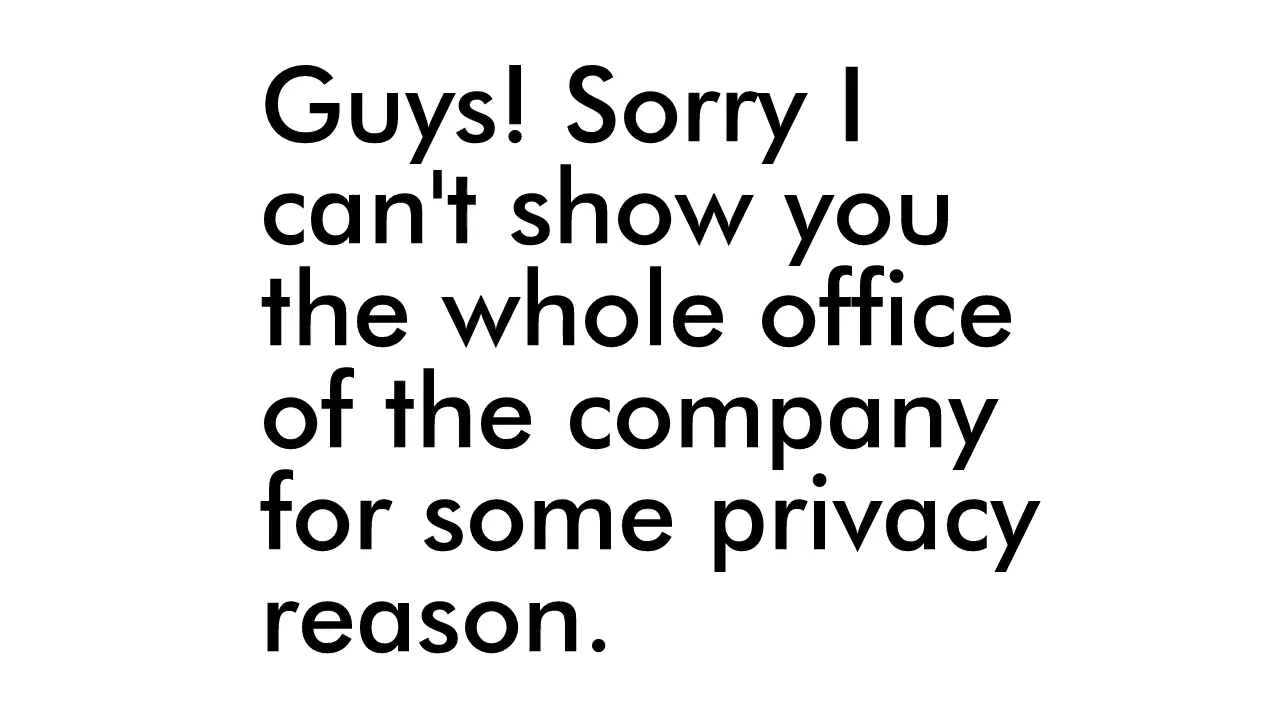 Guys! Sorry I
can't show you
the whole office
of the company
for some privacy
reason.